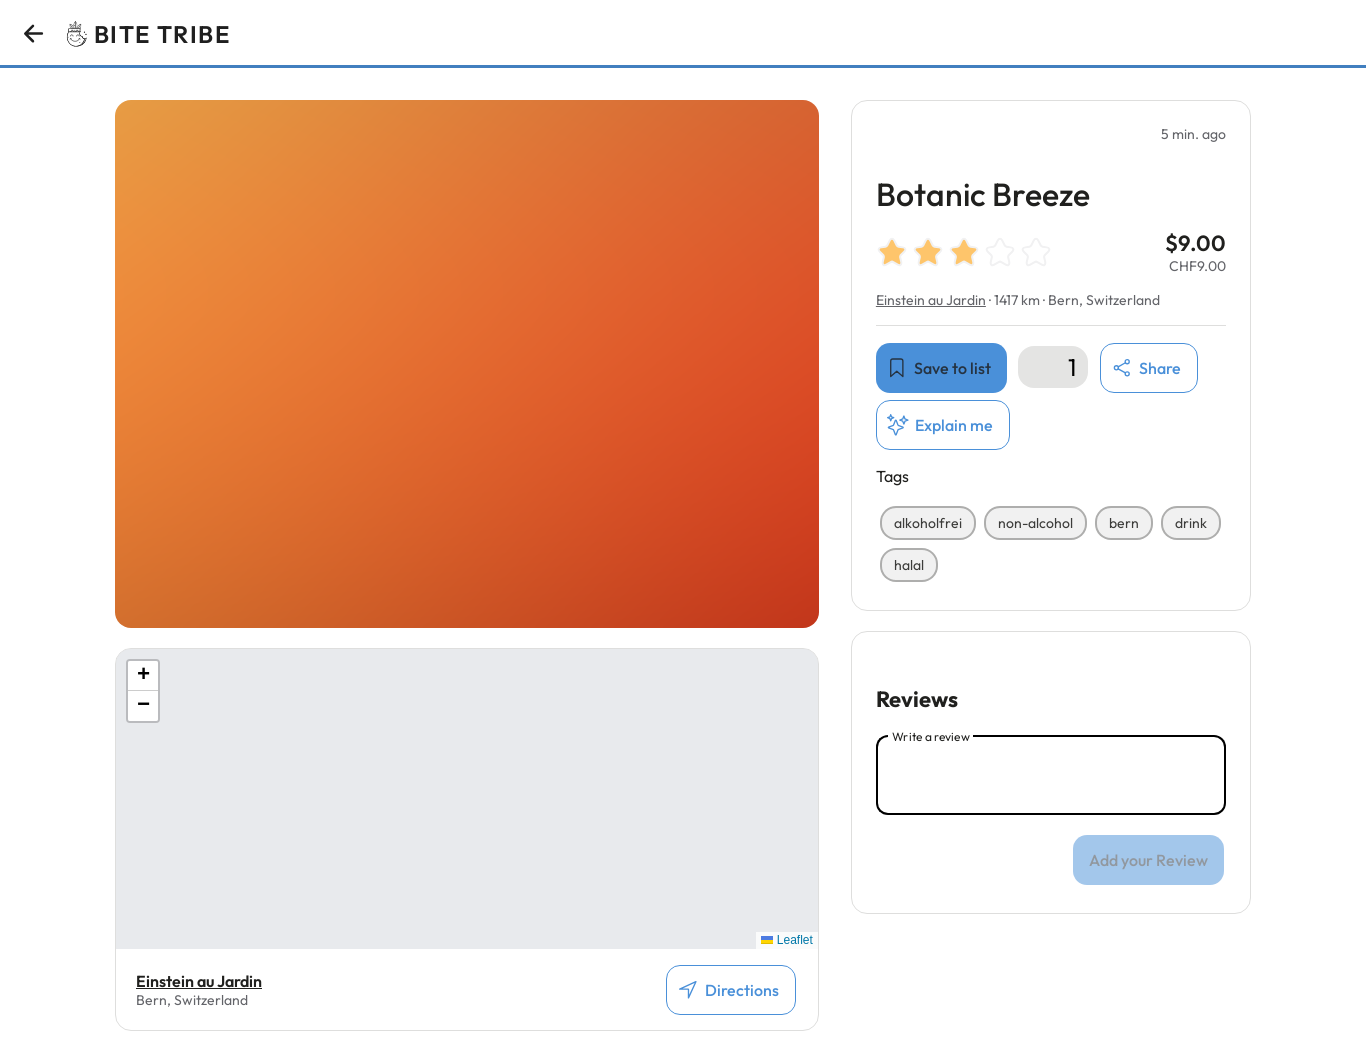 BITE TRIBE
5 min. ago
Botanic Breeze
$9.00
CHF9.00
Einstein au Jardin · 1417 km · Bern, Switzerland
Save to list
1
Share
Explain me
Tags
alkoholfrei
non-alcohol
bern
drink
halal
+
−
Leaflet
Einstein au Jardin
Bern, Switzerland
Directions
Reviews
Write a review
Add your Review